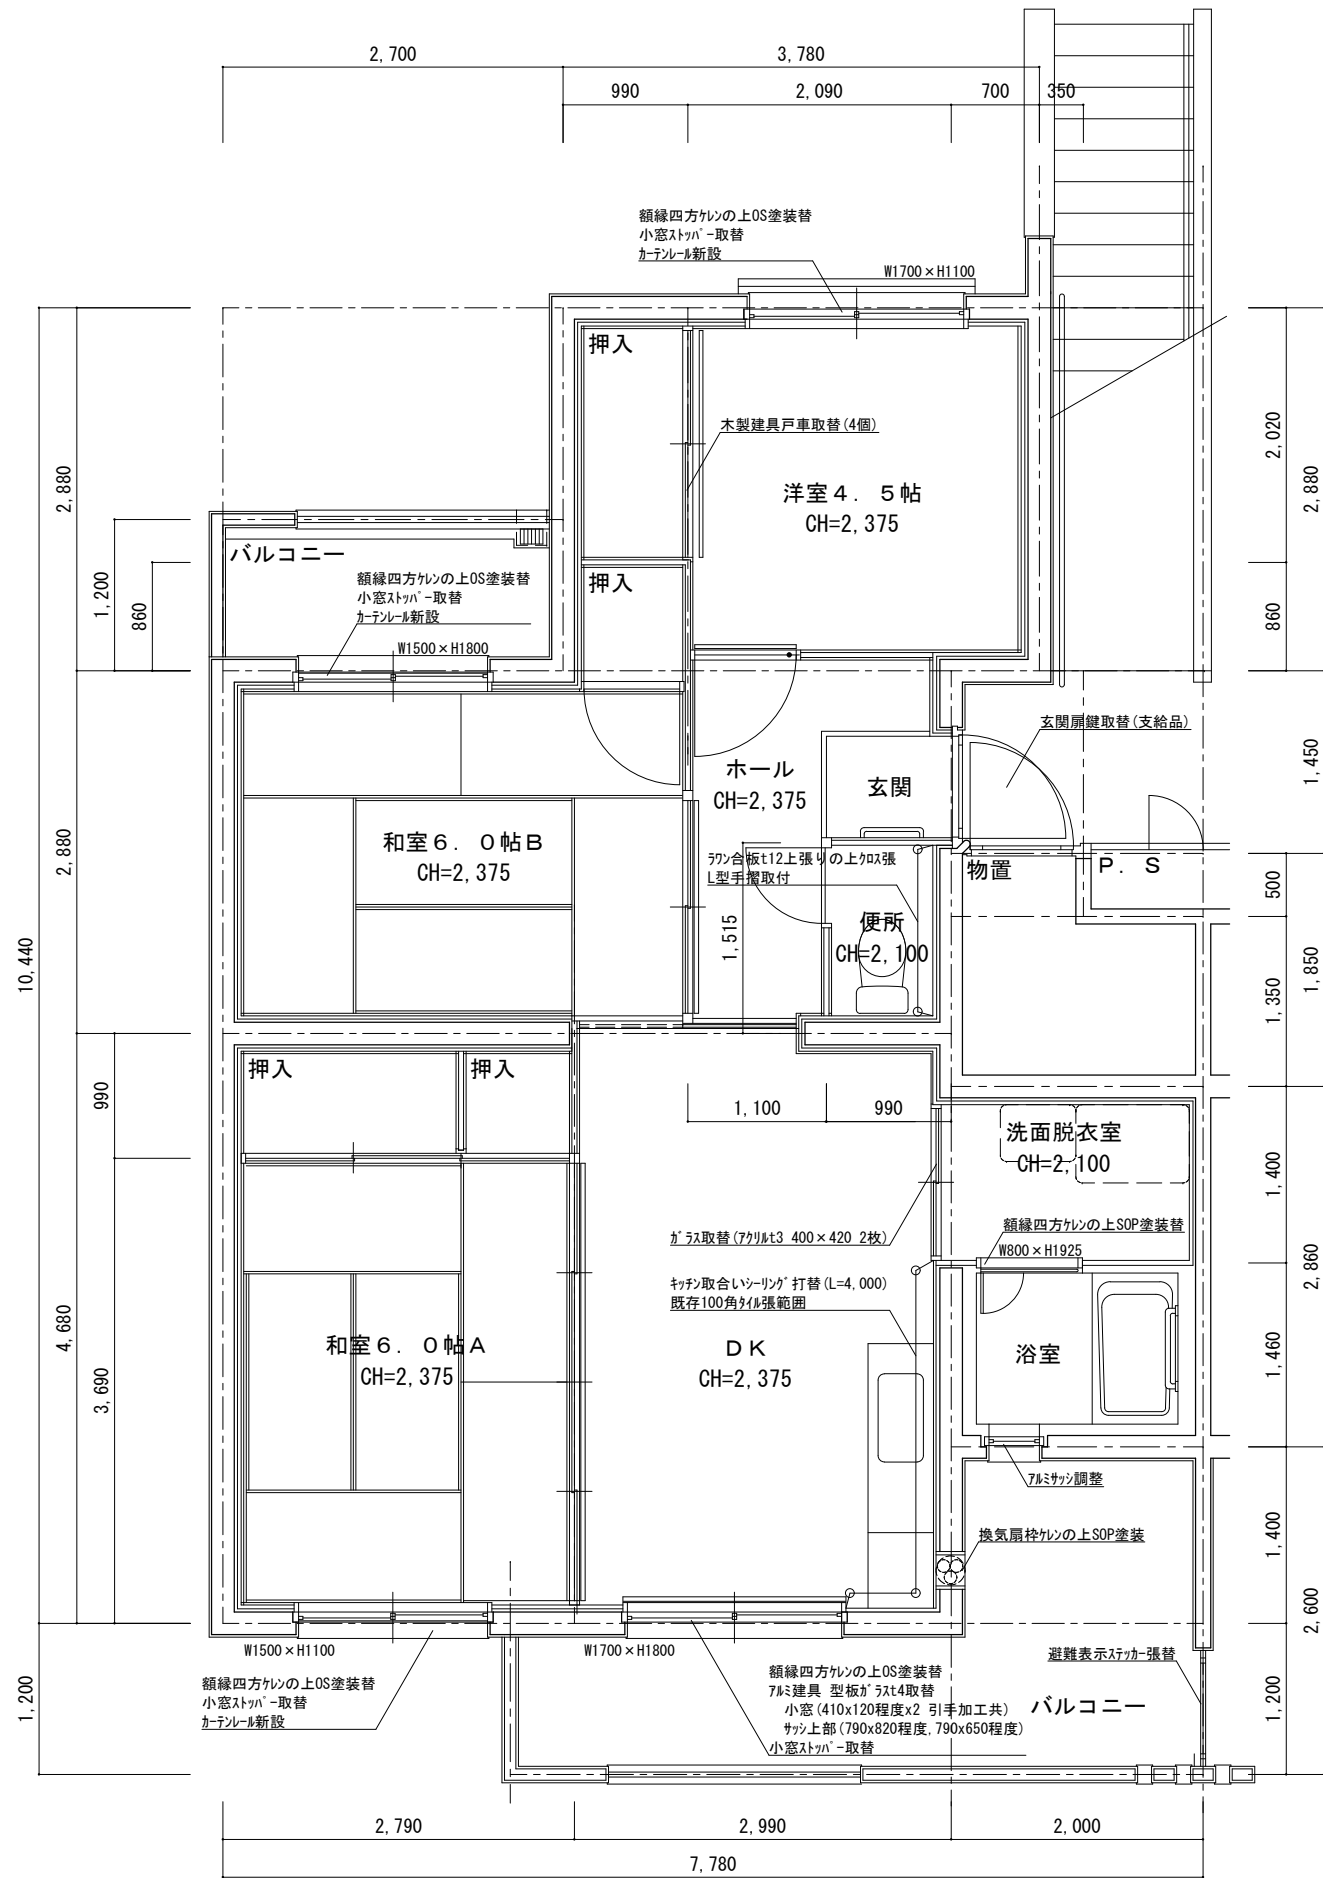 2,700
3,780
990
2,090
700
350
額縁四方ケレンの上OS塗装替
小窓ストッパー取替
カーテンレール新設
W1700×H1100
押入
木製建具戸車取替(4個)
洋室4.5帖
CH=2,375
2,880
2,020
2,880
バルコニー
押入
額縁四方ケレンの上OS塗装替
小窓ストッパー取替
カーテンレール新設
W1500×H1800
1,200
860
860
玄関扉鍵取替(支給品)
ホール
CH=2,375
玄関
1,450
和室6.0帖B
CH=2,375
ラワン合板t12上張りの上クロス張
L型手摺取付
物置
P.S
2,880
500
便所
CH=2,100
1,515
10,440
1,350
1,850
押入
押入
990
1,100
990
洗面脱衣室
CH=2,100
1,400
ガラス取替(アクリルt3 400×420 2枚)
額縁四方ケレンの上SOP塗装替
W800×H1925
キッチン取合いシーリング打替(L=4,000)
既存100角タイル張範囲
2,860
4,680
3,690
和室6.0帖A
CH=2,375
DK
CH=2,375
浴室
1,460
アルミサッシ調整
換気扇枠ケレンの上SOP塗装
1,400
2,600
W1500×H1100
W1700×H1800
額縁四方ケレンの上OS塗装替
小窓ストッパー取替
カーテンレール新設
額縁四方ケレンの上OS塗装替
アルミ建具 型板ガラスt4取替
小窓(410x120程度x2 引手加工共)
サッシ上部(790x820程度,790x650程度)
小窓ストッパー取替
避難表示ステッカー張替
バルコニー
1,200
1,200
2,790
2,990
2,000
7,780